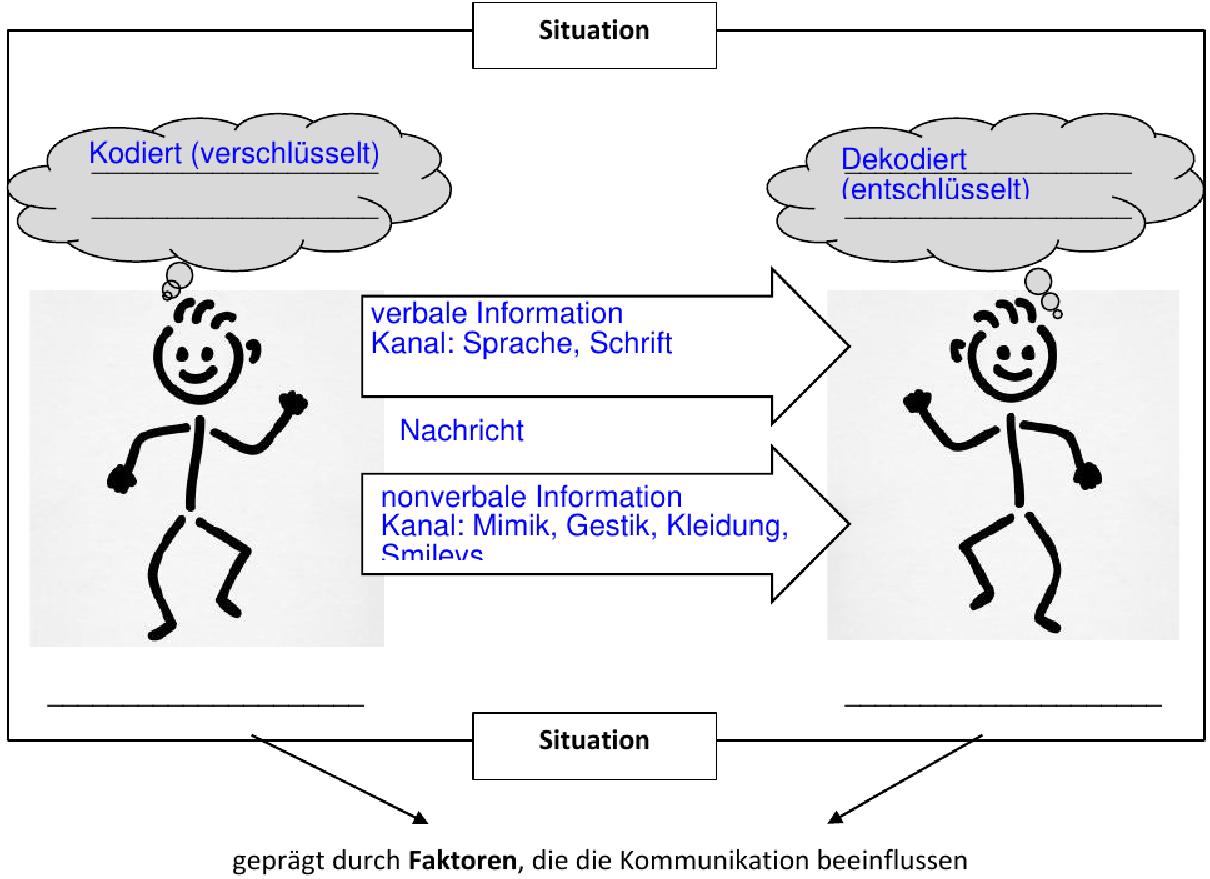 Situation
Kodiert (verschlüsselt)
Dekodiert
(entschlüsselt)
verbale Information
Kanal: Sprache, Schrift
Nachricht
nonverbale Information
Kanal: Mimik, Gestik, Kleidung,
Smileys
Situation
geprägt durch Faktoren, die die Kommunikation beeinflussen